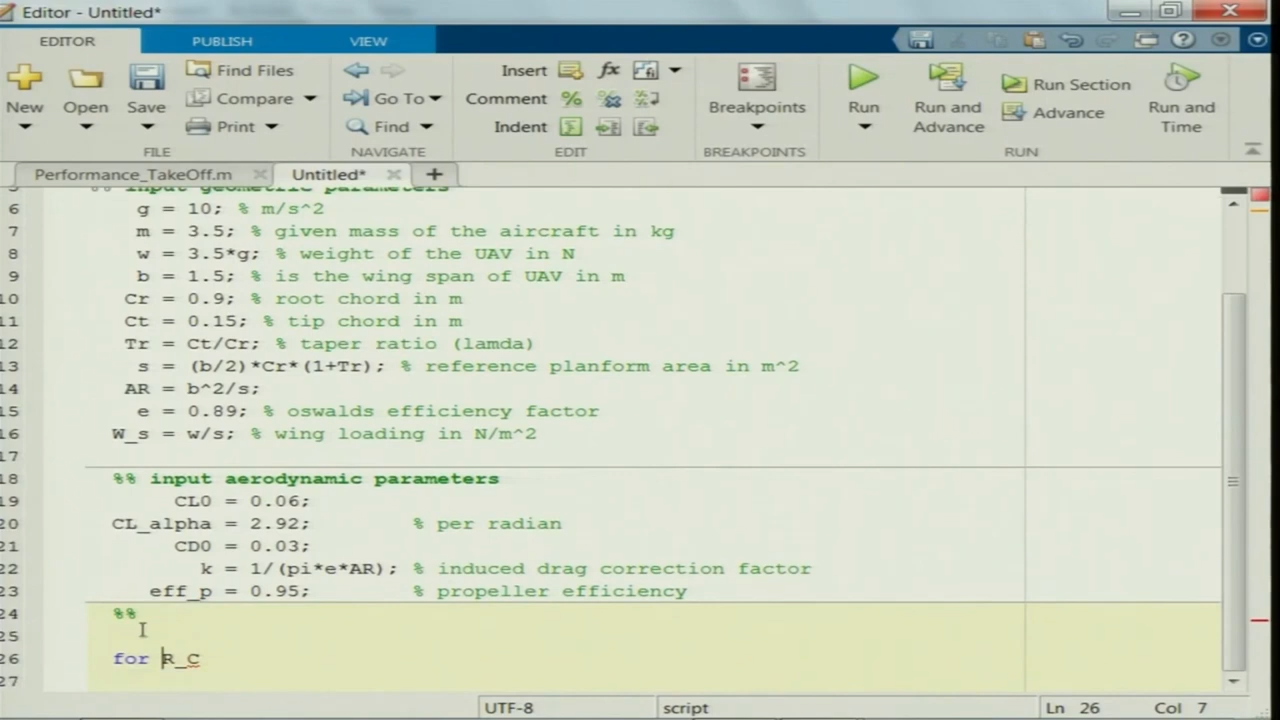 Editor - Untitled*
EDITOR PUBLISH VIEW
New Open Save Find Files Compare Print Go To Find Insert fx Comment Indent Breakpoints Run Run and Advance Run Section Advance Run and Time
FILE NAVIGATE EDIT BREAKPOINTS RUN
Performance_TakeOff.m Untitled* +
5 %% input geometric parameters
6 g = 10; % m/s^2
7 m = 3.5; % given mass of the aircraft in kg
8 w = 3.5*g; % weight of the UAV in N
9 b = 1.5; % is the wing span of UAV in m
10 Cr = 0.9; % root chord in m
11 Ct = 0.15; % tip chord in m
12 Tr = Ct/Cr; % taper ratio (lamda)
13 s = (b/2)*Cr*(1+Tr); % reference planform area in m^2
14 AR = b^2/s;
15 e = 0.89; % oswalds efficiency factor
16 W_s = w/s; % wing loading in N/m^2
17
18 %% input aerodynamic parameters
19 CL0 = 0.06;
20 CL_alpha = 2.92; % per radian
21 CD0 = 0.03;
22 k = 1/(pi*e*AR); % induced drag correction factor
23 eff_p = 0.95; % propeller efficiency
24 %%
25
26 for R_C
27
UTF-8 script Ln 26 Col 7